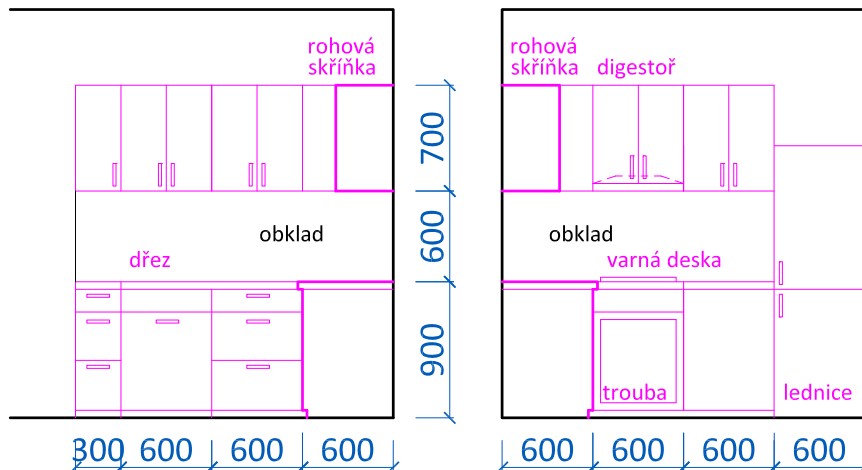 rohová
skříňka
rohová
skříňka
digestoř
700
600
900
obklad
dřez
obklad
varná deska
trouba
lednice
300
600
600
600
600
600
600
600